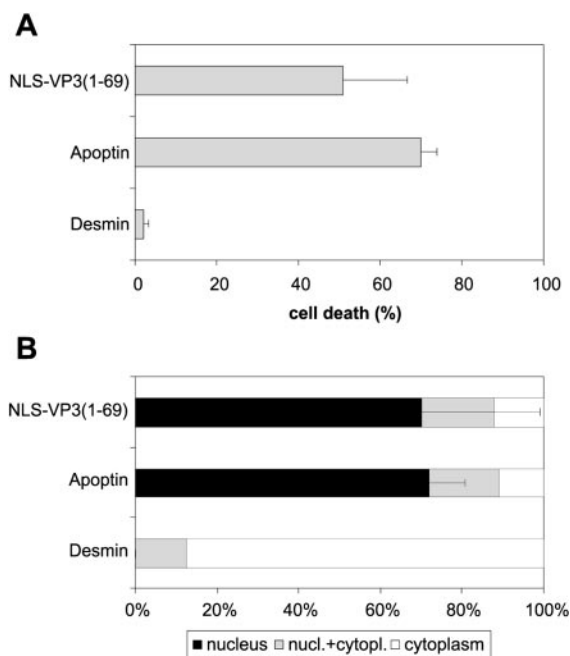 A
NLS-VP3(1-69)
Apoptin
Desmin
0 20 40 60 80 100
cell death (%)
B
NLS-VP3(1-69)
Apoptin
Desmin
0% 20% 40% 60% 80% 100%
nucleus nucl.+cytopl. cytoplasm